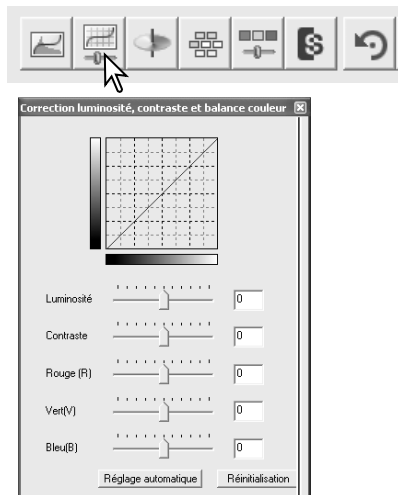 Correction luminosité, contraste et balance couleur
Luminosité 0
Contraste 0
Rouge (R) 0
Vert(V) 0
Bleu(B) 0
Réglage automatique Réinitialisation